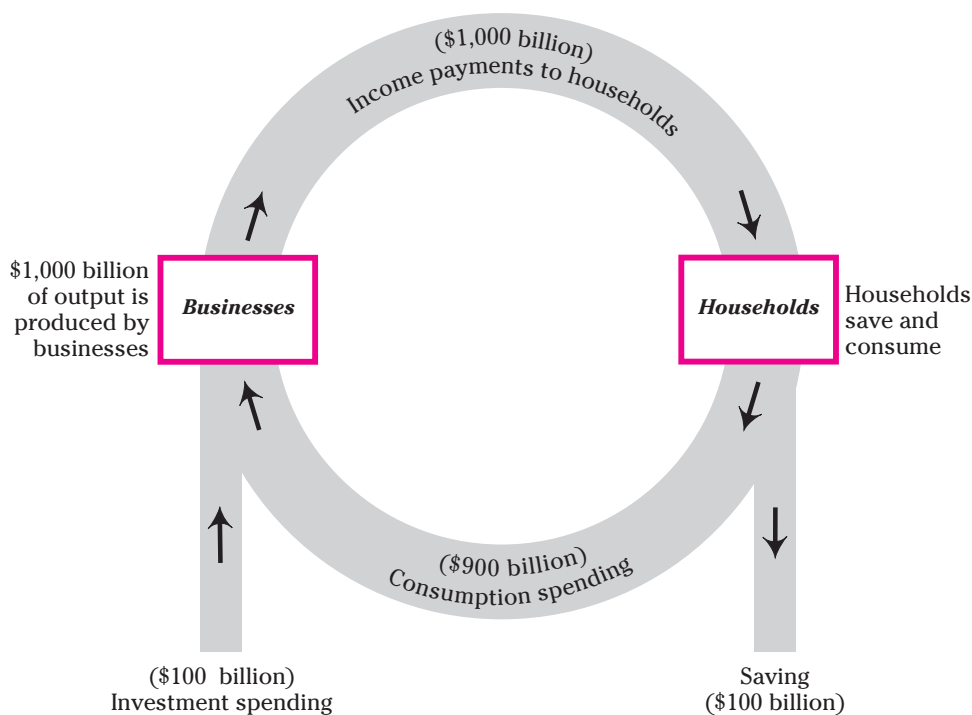 ($1,000 billion)
Income payments to households
$1,000 billion
of output is
produced by
businesses
Businesses
Households
Households
save and
consume
($900 billion)
Consumption spending
($100 billion)
Investment spending
Saving
($100 billion)